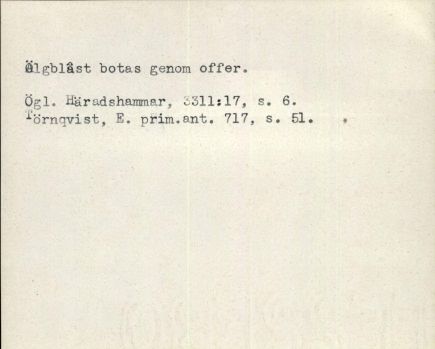 Älgblåst botas genom offer.
Ögl. Häradshammar, 3311:17, s. 6.
Törnqvist, E. prim.ant. 717, s. 51.